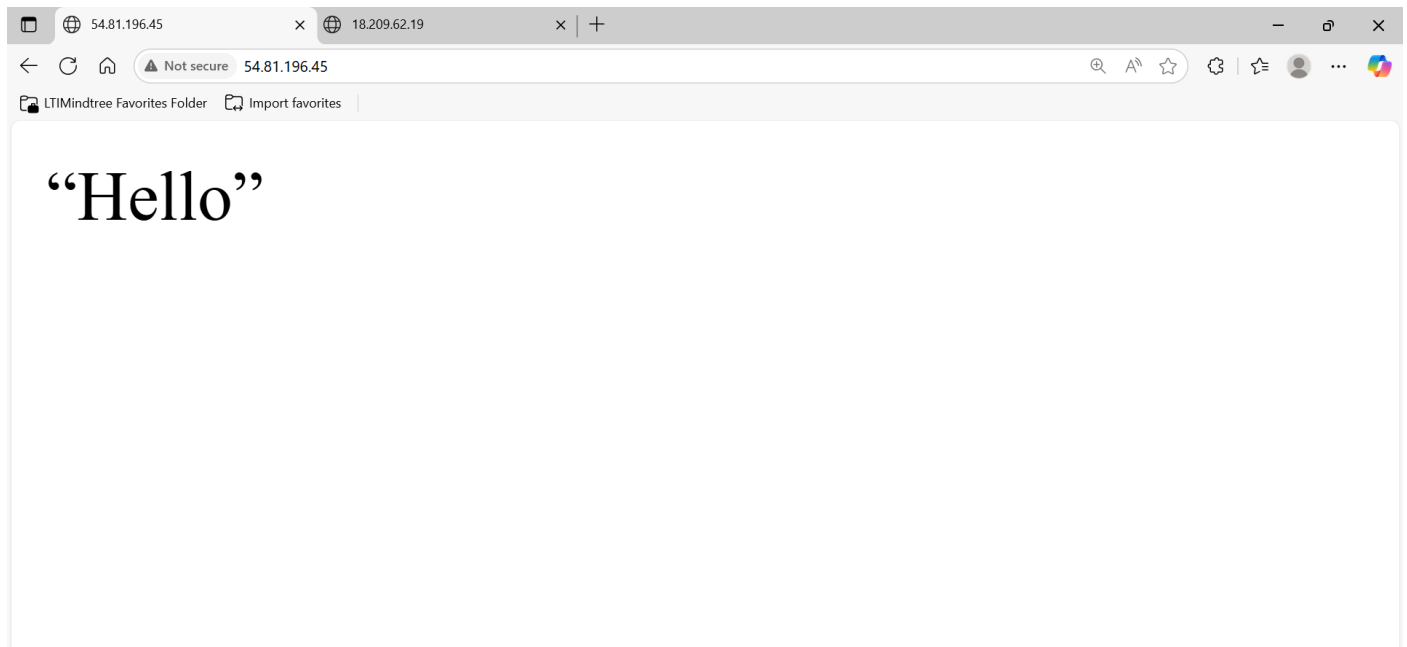 54.81.196.45
18.209.62.19
Not secure 54.81.196.45
LTIMindtree Favorites Folder Import favorites
“Hello”